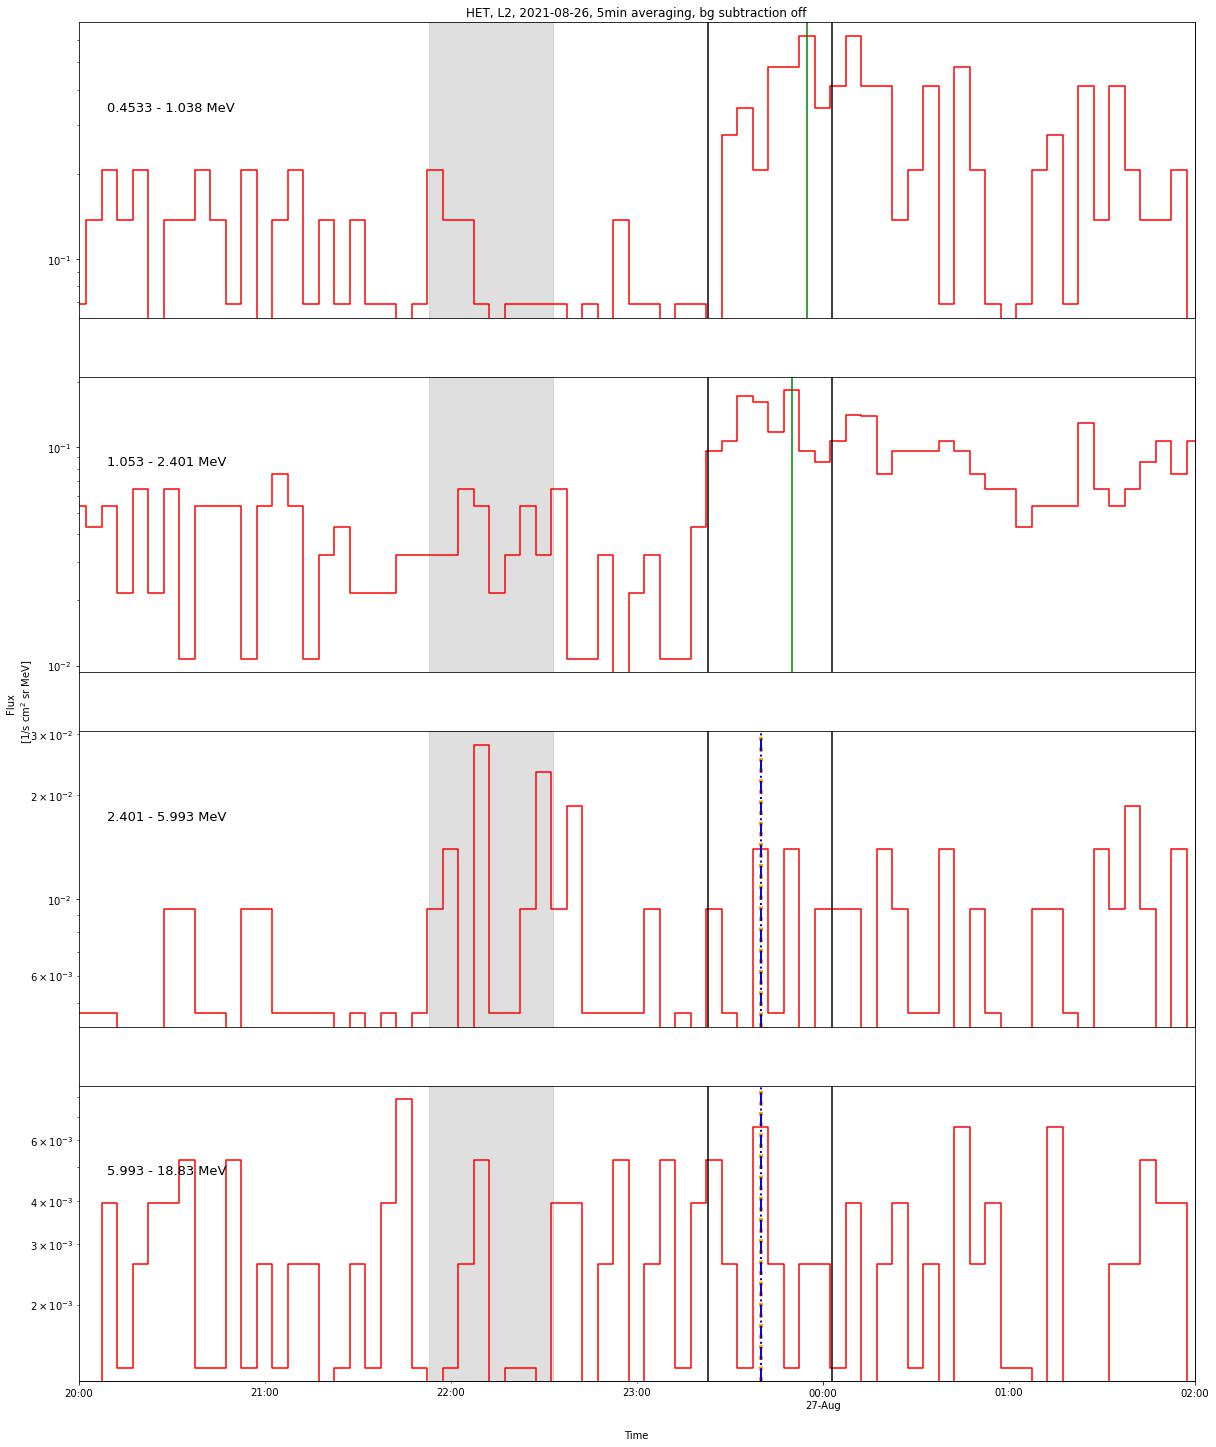 HET, L2, 2021-08-26, 5min averaging, bg subtraction off
0.4533 - 1.038 MeV
10⁻¹
1.053 - 2.401 MeV
10⁻¹
10⁻²
Flux
[1/s cm² sr MeV]
3 × 10⁻²
2.401 - 5.993 MeV
2 × 10⁻²
10⁻²
6 × 10⁻³
5.993 - 18.83 MeV
6 × 10⁻³
4 × 10⁻³
3 × 10⁻³
2 × 10⁻³
20:00 21:00 22:00 23:00 00:00 01:00 02:00
27-Aug
Time